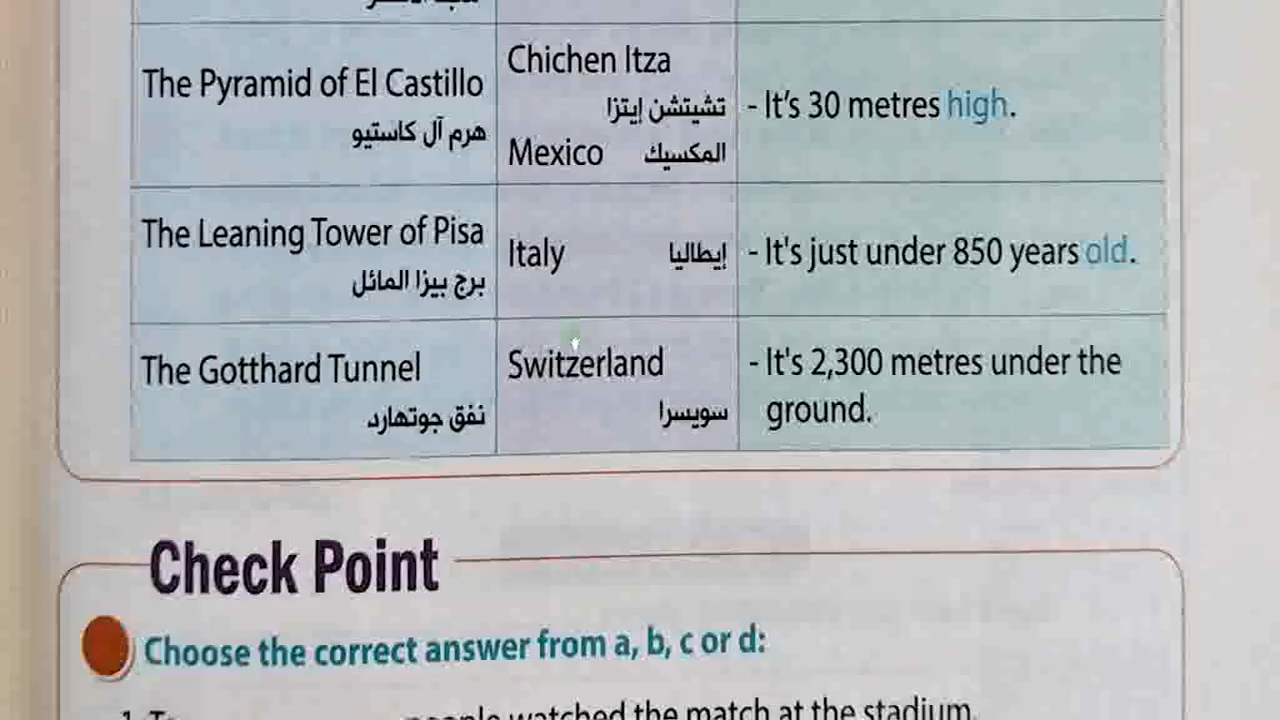 The Pyramid of El Castillo
هرم آل كاستيو
Chichen Itza
تشيتشن إيتزا
Mexico المكسيك
- It's 30 metres high.
The Leaning Tower of Pisa
برج بيزا المائل
Italy إيطاليا
- It's just under 850 years old.
The Gotthard Tunnel
نفق جوتهارد
Switzerland
سويسرا
- It's 2,300 metres under the
ground.
Check Point
Choose the correct answer from a, b, c or d:
people watched the match at the stadium.